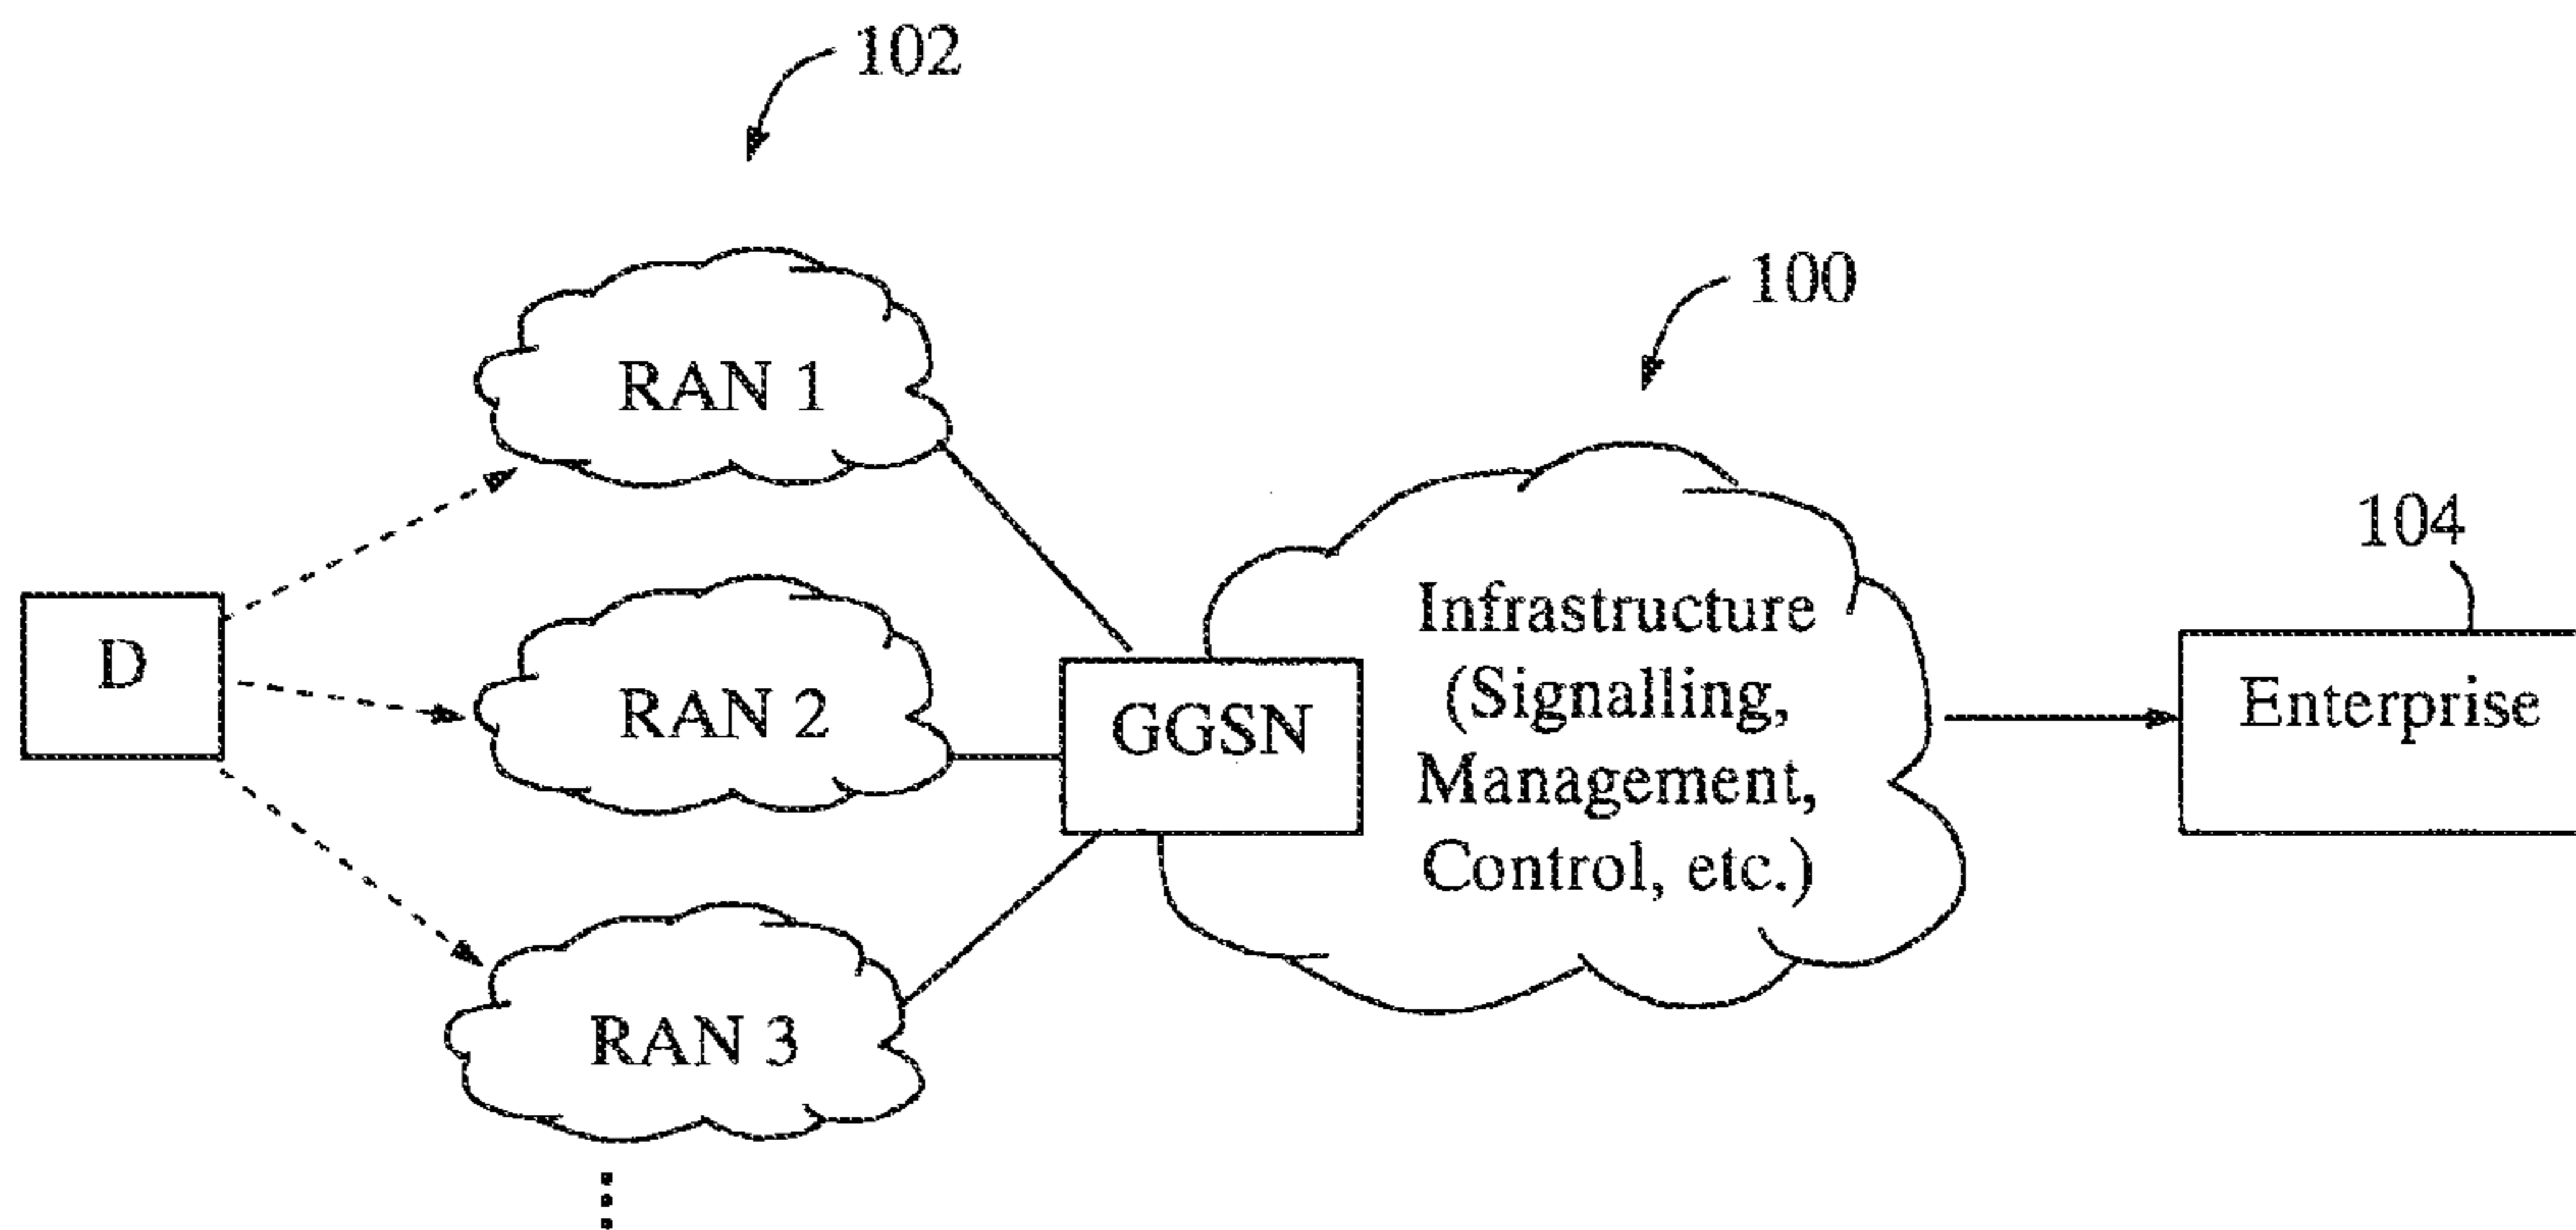 102
100
RAN 1
104
Infrastructure
(Signalling,
Management,
Control, etc.)
D
RAN 2
GGSN
Enterprise
RAN 3